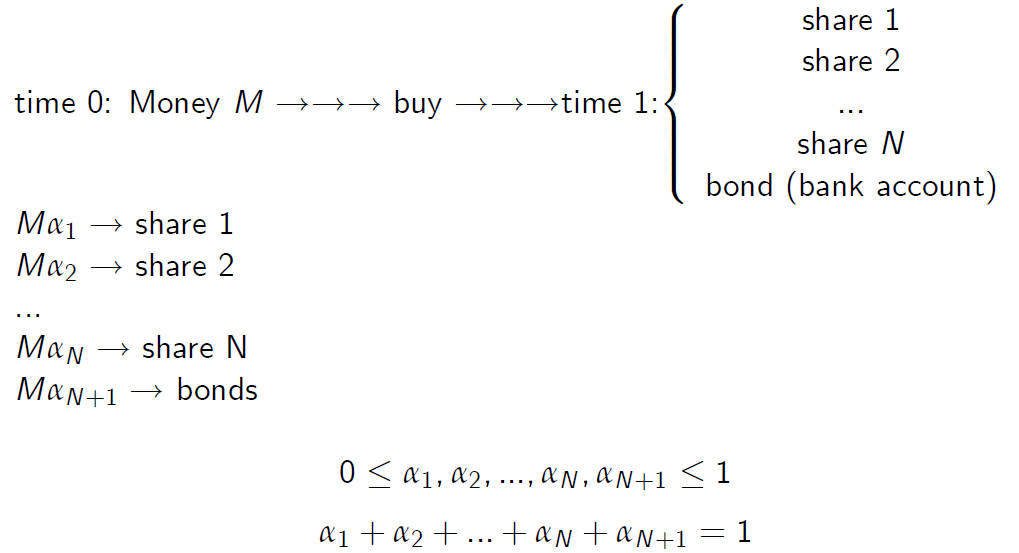 share 1
share 2
...
time 0: Money M →→→ buy →→→time 1:
share N
bond (bank account)
Mα₁ → share 1
Mα₂ → share 2
...
Mα_N → share N
Mα_{N+1} → bonds
0 ≤ α₁, α₂, ..., α_N, α_{N+1} ≤ 1
α₁ + α₂ + ... + α_N + α_{N+1} = 1